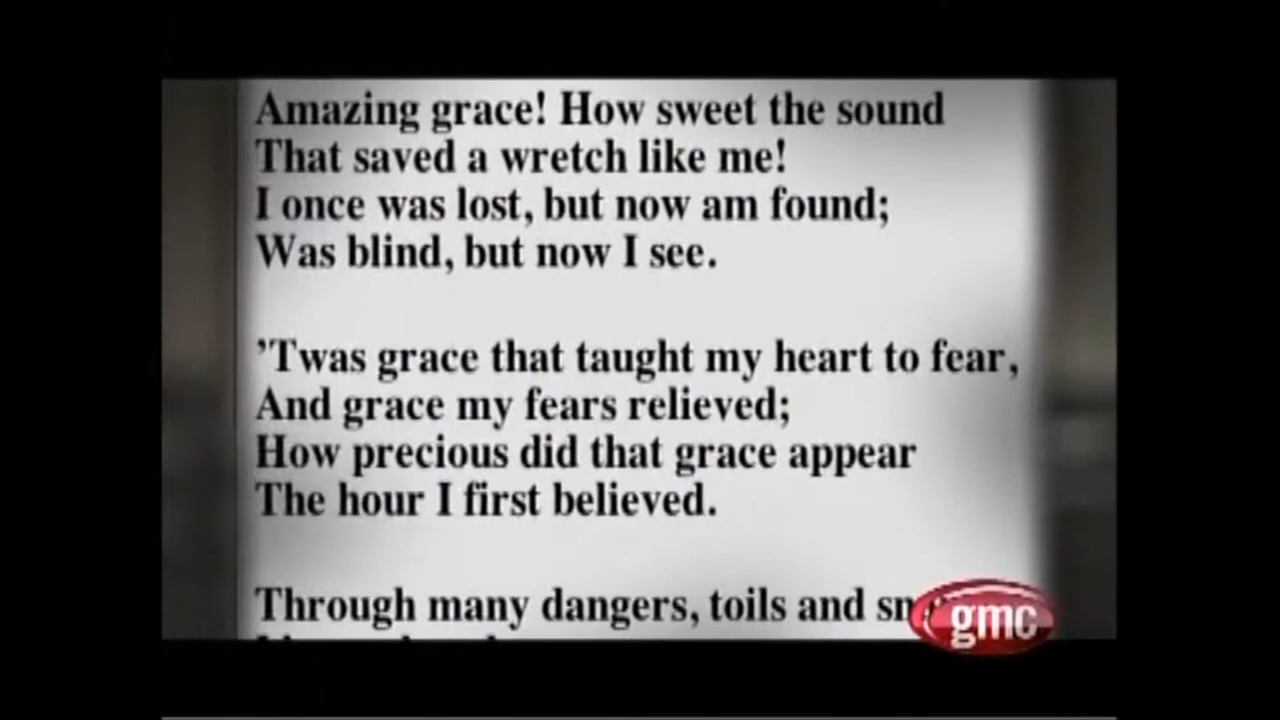 Amazing grace! How sweet the sound
That saved a wretch like me!
I once was lost, but now am found;
Was blind, but now I see.
’Twas grace that taught my heart to fear,
And grace my fears relieved;
How precious did that grace appear
The hour I first believed.
Through many dangers, toils and
gmc